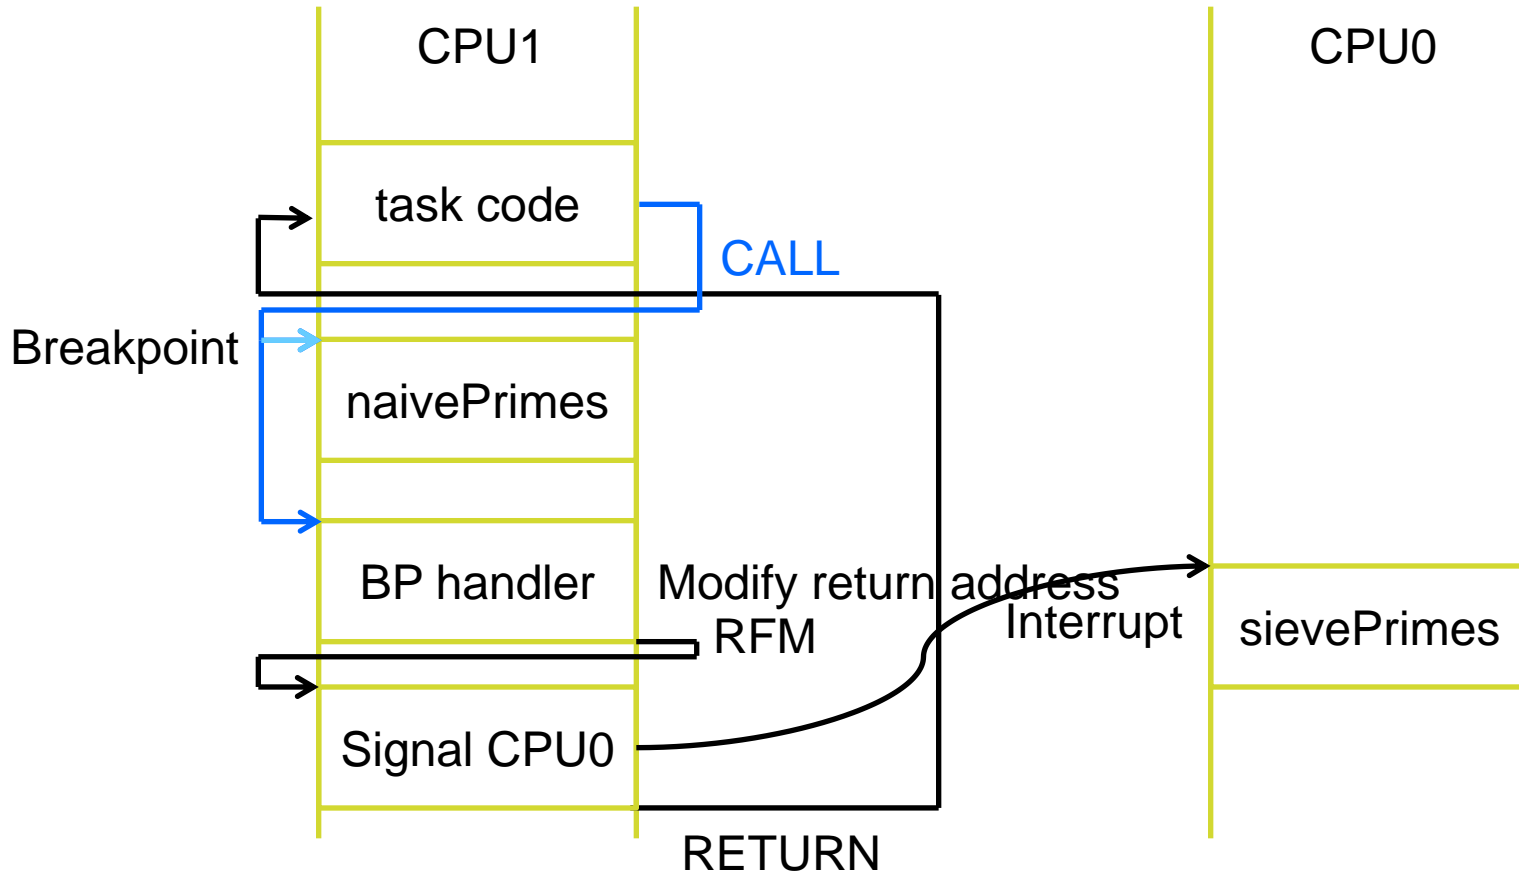 CPU1
CPU0
task code
CALL
Breakpoint
naivePrimes
BP handler
Modify return address
RFM
Interrupt
sievePrimes
Signal CPU0
RETURN